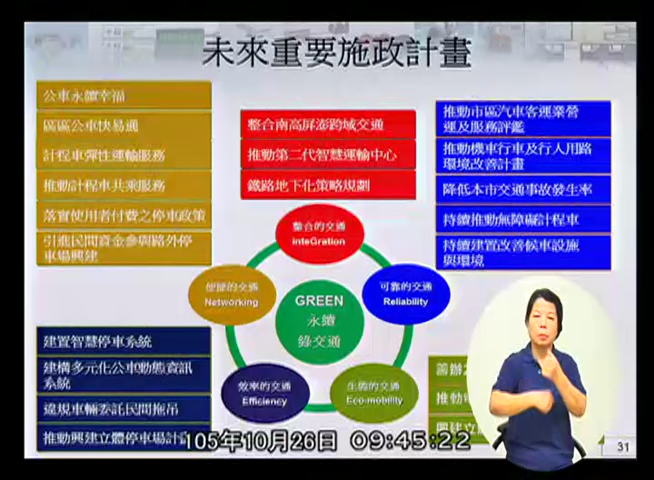 未來重要施政計畫
公車永續幸福
區區公車快易通
計程車彈性運輸服務
推動計程車共乘服務
落實使用者付費之停車政策
引進民間資金參與路外停
車場興建
整合南高屏澎跨域交通
推動第二代智慧運輸中心
鐵路地下化策略規劃
推動市區汽車客運業營
運及服務評鑑
推動機車行車及行人用路
環境改善計畫
降低本市交通事故發生率
持續推動無障礙計程車
持續建置改善候車設施
與環境
整合的交通
inteGration
便捷的交通
Networking
GREEN
永續
綠交通
可靠的交通
Reliability
效率的交通
Efficiency
生態的交通
Eco-mobility
建置智慧停車系統
建構多元化公車動態資訊
系統
違規車輛委託民間拖吊
推動興建立體停車場計
籌辦
推動
興建立
105年10月26日 09:45:22
31